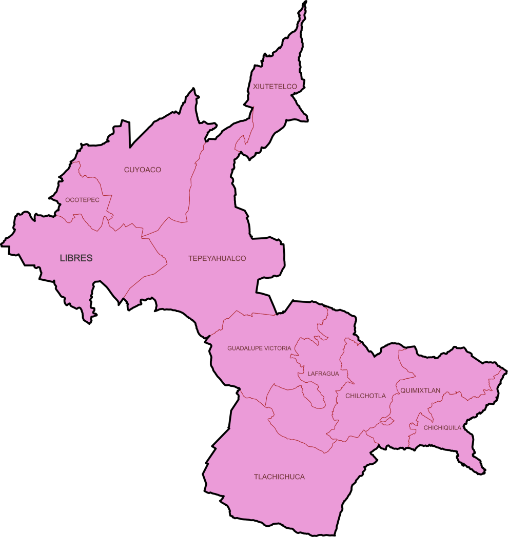 XIUTETELCO
CUYOACO
OCOTEPEC
LIBRES
TEPEYAHUALCO
GUADALUPE VICTORIA
LAFRAGUA
CHILCHOTLA
QUIMIXTLAN
CHICHIQUILA
TLACHICHUCA